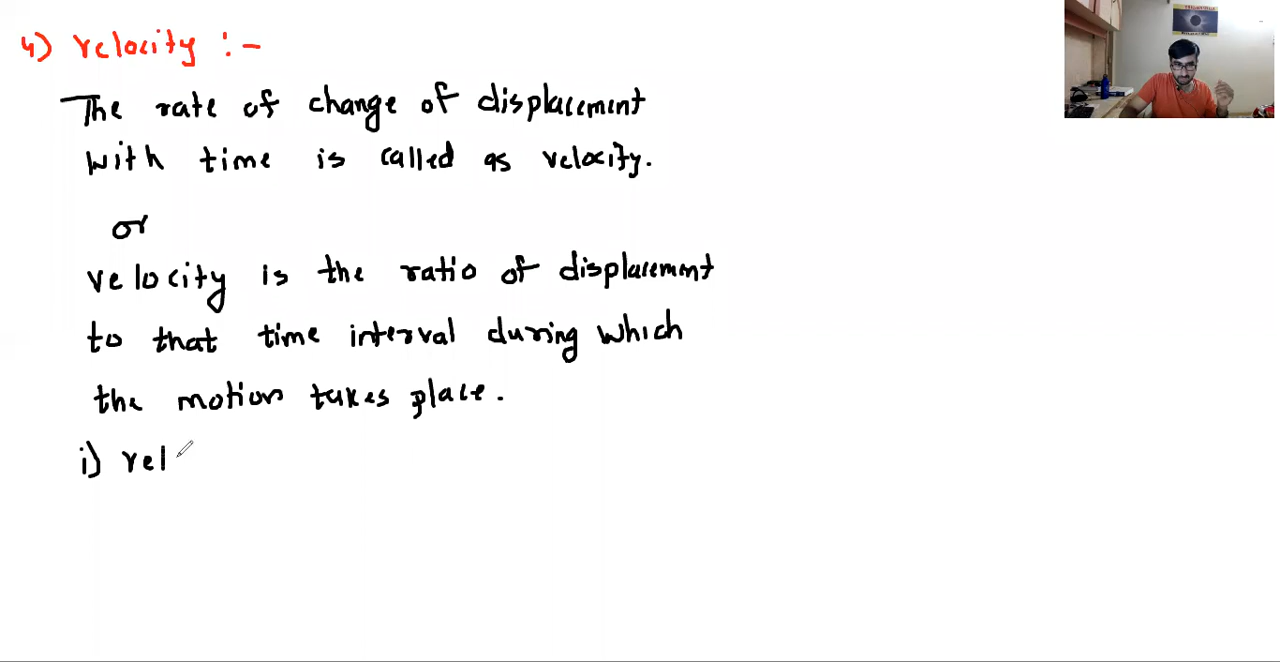 4) velocity :-
The rate of change of displacement
with time is called as velocity.
or
velocity is the ratio of displacement
to that time interval during which
the motion takes place.
i) vel